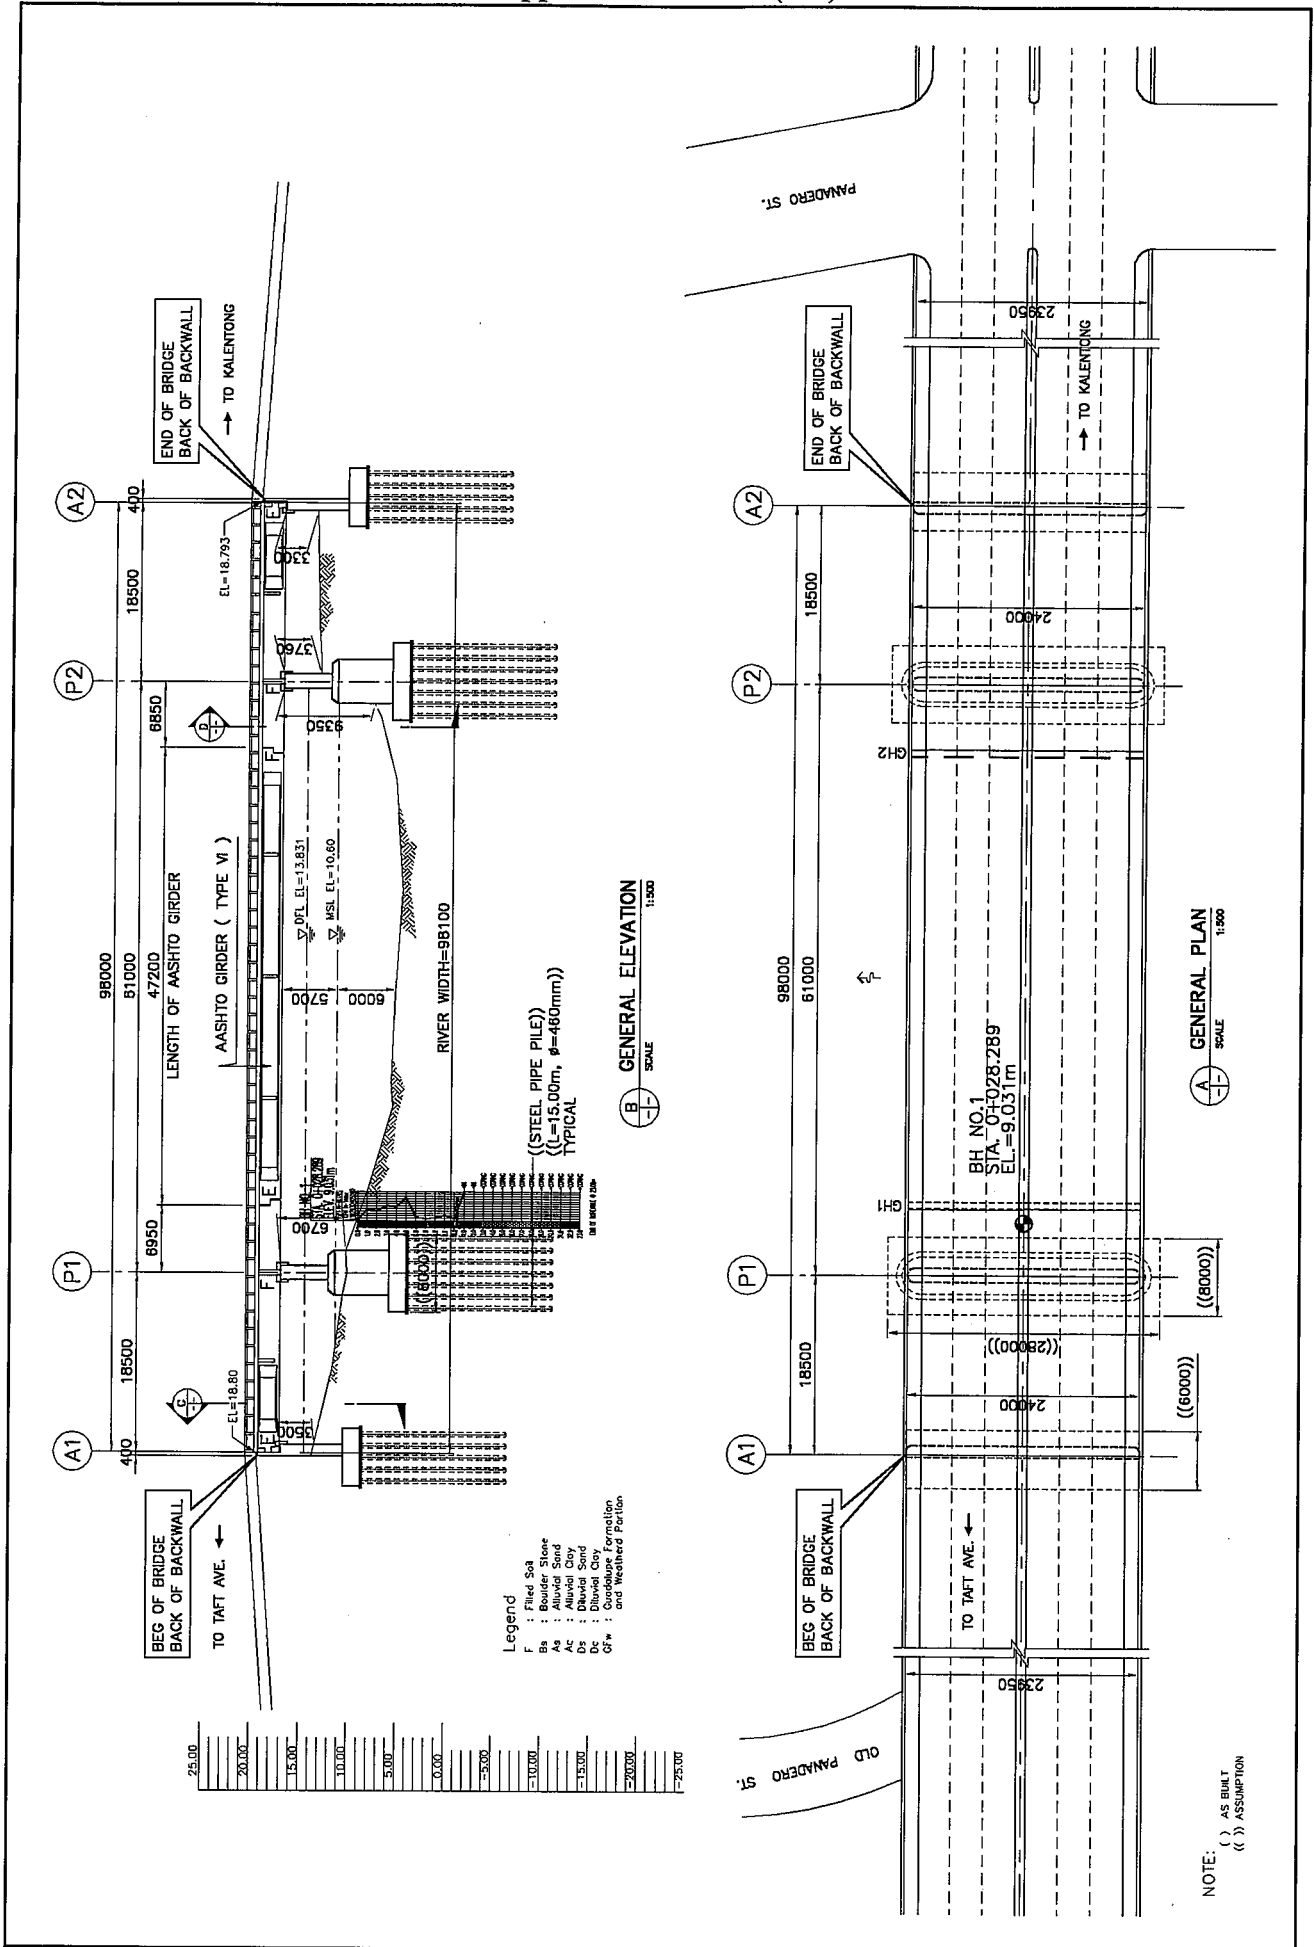 A1
P1
P2
A2
98000
400
18500
61000
18500
400
6950
47200
6850
LENGTH OF AASHTO GIRDER
AASHTO GIRDER ( TYPE VI )
BEG OF BRIDGE
BACK OF BACKWALL
TO TAFT AVE.
END OF BRIDGE
BACK OF BACKWALL
TO KALENTONG
EL=18.80
EL=18.793
C
D
E
F
F
E
F
F
E
3500
6700
5700
6000
9350
3760
3300
DFL EL=13.831
MSL EL=10.60
((8000))
RIVER WIDTH=98100
((STEEL PIPE PILE))
((L=15.00m, ø=460mm))
TYPICAL
25.00
20.00
15.00
10.00
5.00
0.00
-5.00
-10.00
-15.00
-20.00
-25.00
Legend
F : Filled Soil
Bs : Boulder Stone
As : Alluvial Sand
Ac : Alluvial Clay
Ds : Diluvial Sand
Dc : Diluvial Clay
GFw : Guadalupe Formation
and Weatherd Portion
B
GENERAL ELEVATION
SCALE 1:500
OLD PANADERO ST.
PANADERO ST.
A1
P1
P2
A2
98000
18500
61000
18500
BEG OF BRIDGE
BACK OF BACKWALL
END OF BRIDGE
BACK OF BACKWALL
TO TAFT AVE.
TO KALENTONG
23950
24000
((28000))
((6000))
((8000))
GH1
GH2
24000
23950
BH NO.1
STA. 0+028.289
EL.=9.031m
A
GENERAL PLAN
SCALE 1:500
NOTE:
( ) AS BUILT
(( )) ASSUMPTION